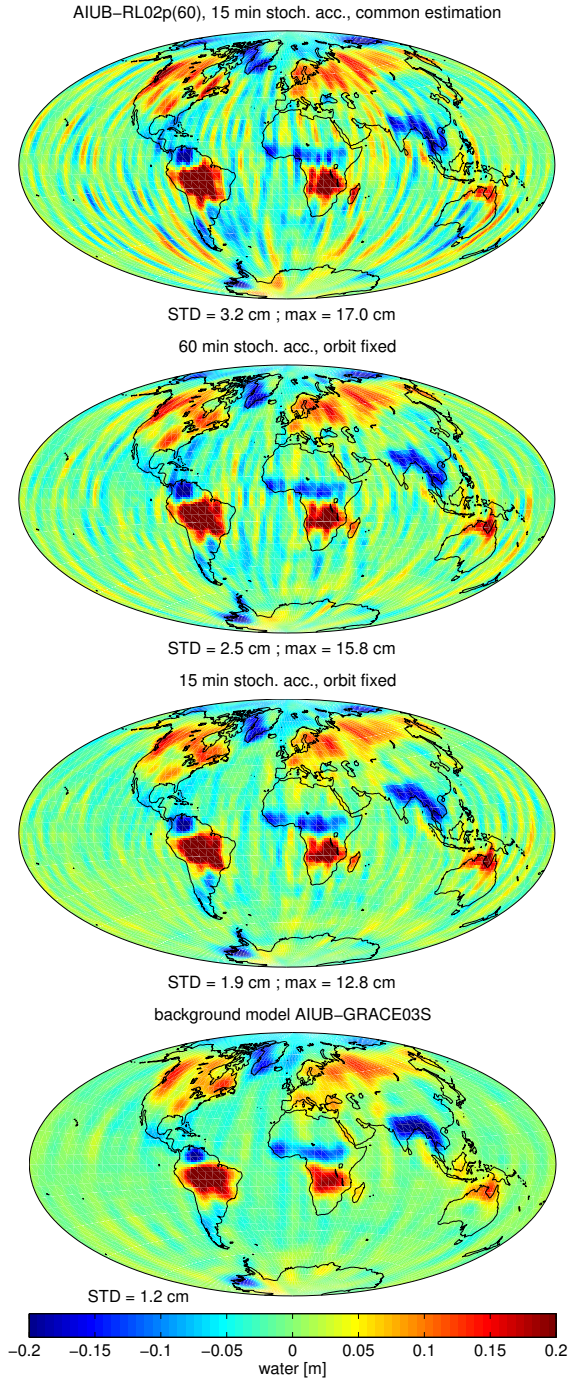 AIUB−RL02p(60), 15 min stoch. acc., common estimation
STD = 3.2 cm ; max = 17.0 cm
60 min stoch. acc., orbit fixed
STD = 2.5 cm ; max = 15.8 cm
15 min stoch. acc., orbit fixed
STD = 1.9 cm ; max = 12.8 cm
background model AIUB−GRACE03S
STD = 1.2 cm
−0.2 −0.15 −0.1 −0.05 0 0.05 0.1 0.15 0.2
water [m]